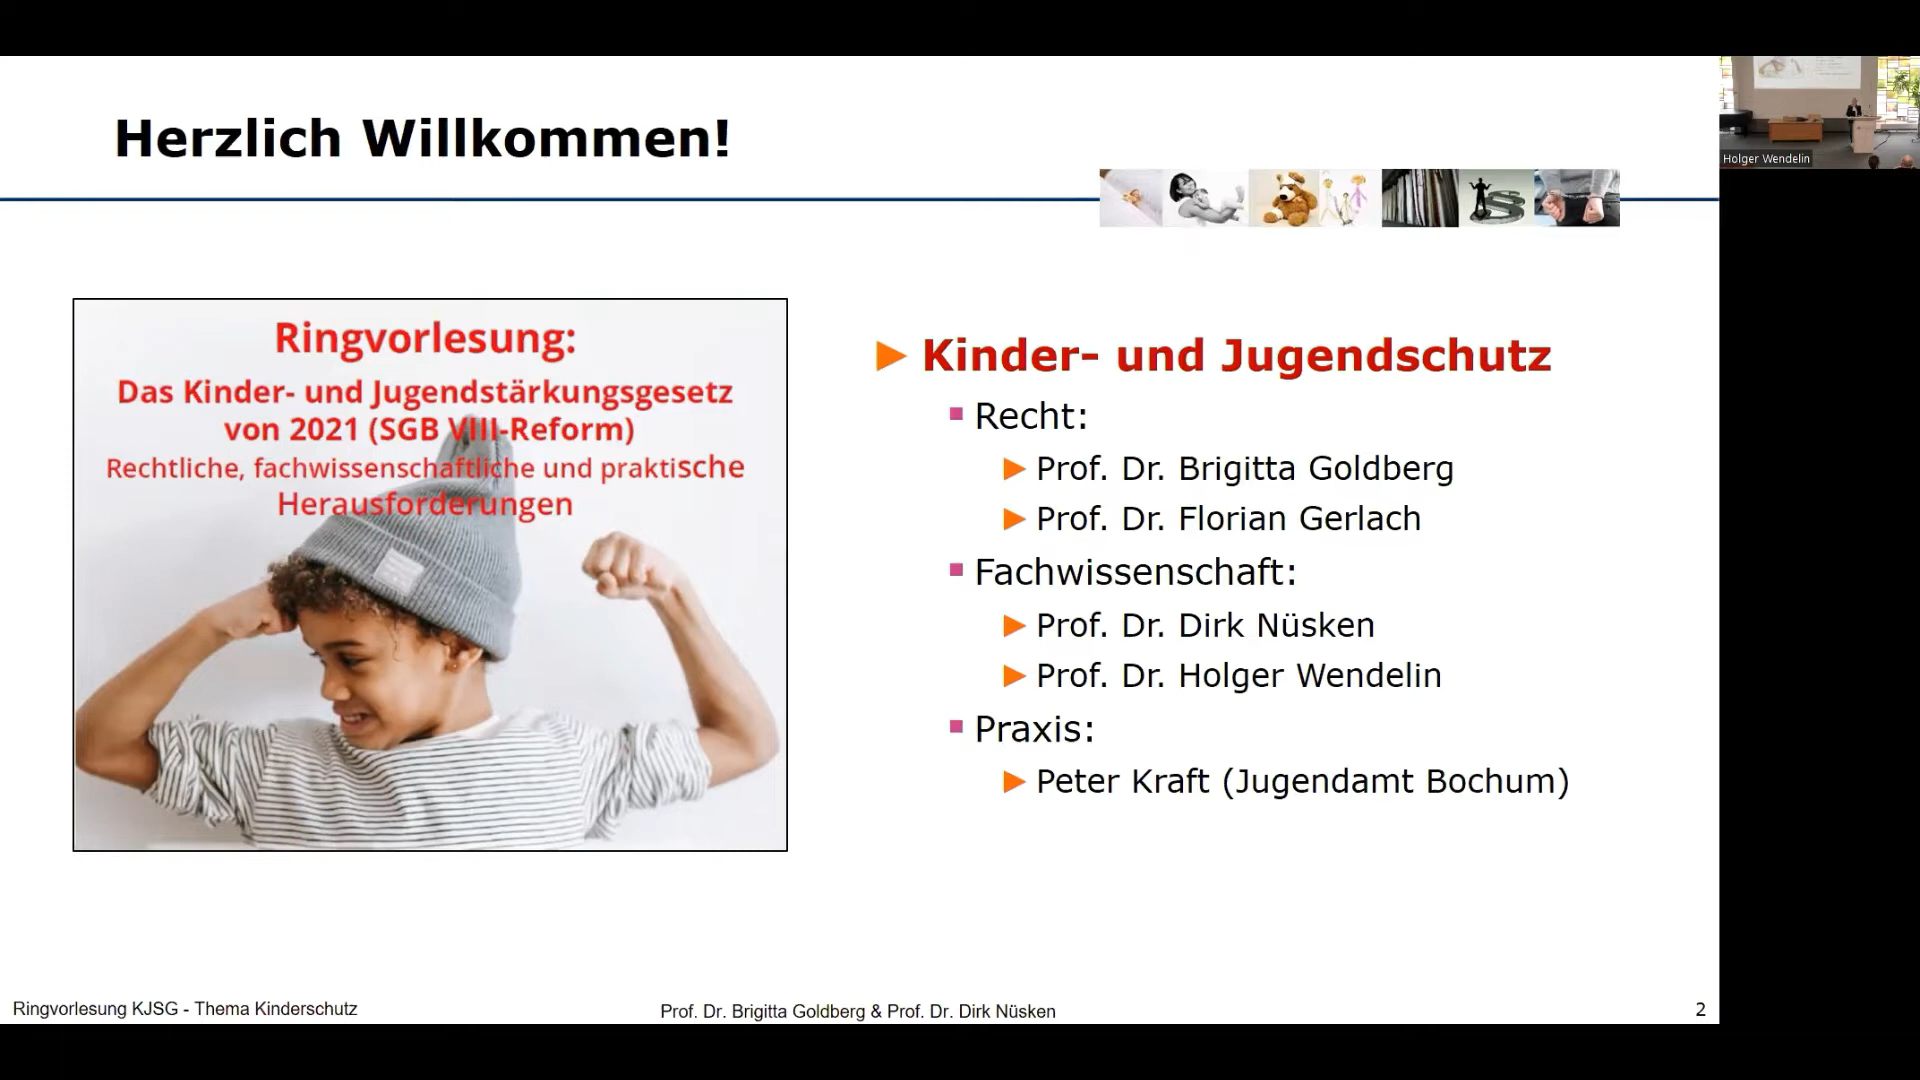 Herzlich Willkommen!
Holger Wendelin
Ringvorlesung:
Das Kinder- und Jugendstärkungsgesetz
von 2021 (SGB VIII-Reform)
Rechtliche, fachwissenschaftliche und praktische
Herausforderungen
Kinder- und Jugendschutz
Recht:
Prof. Dr. Brigitta Goldberg
Prof. Dr. Florian Gerlach
Fachwissenschaft:
Prof. Dr. Dirk Nüsken
Prof. Dr. Holger Wendelin
Praxis:
Peter Kraft (Jugendamt Bochum)
Ringvorlesung KJSG - Thema Kinderschutz
Prof. Dr. Brigitta Goldberg & Prof. Dr. Dirk Nüsken
2